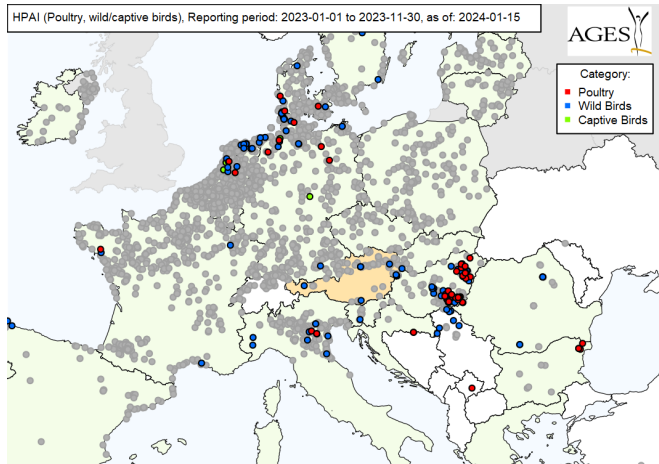 HPAI (Poultry, wild/captive birds), Reporting period: 2023-01-01 to 2023-11-30, as of: 2024-01-15
AGES
Category:
Poultry
Wild Birds
Captive Birds